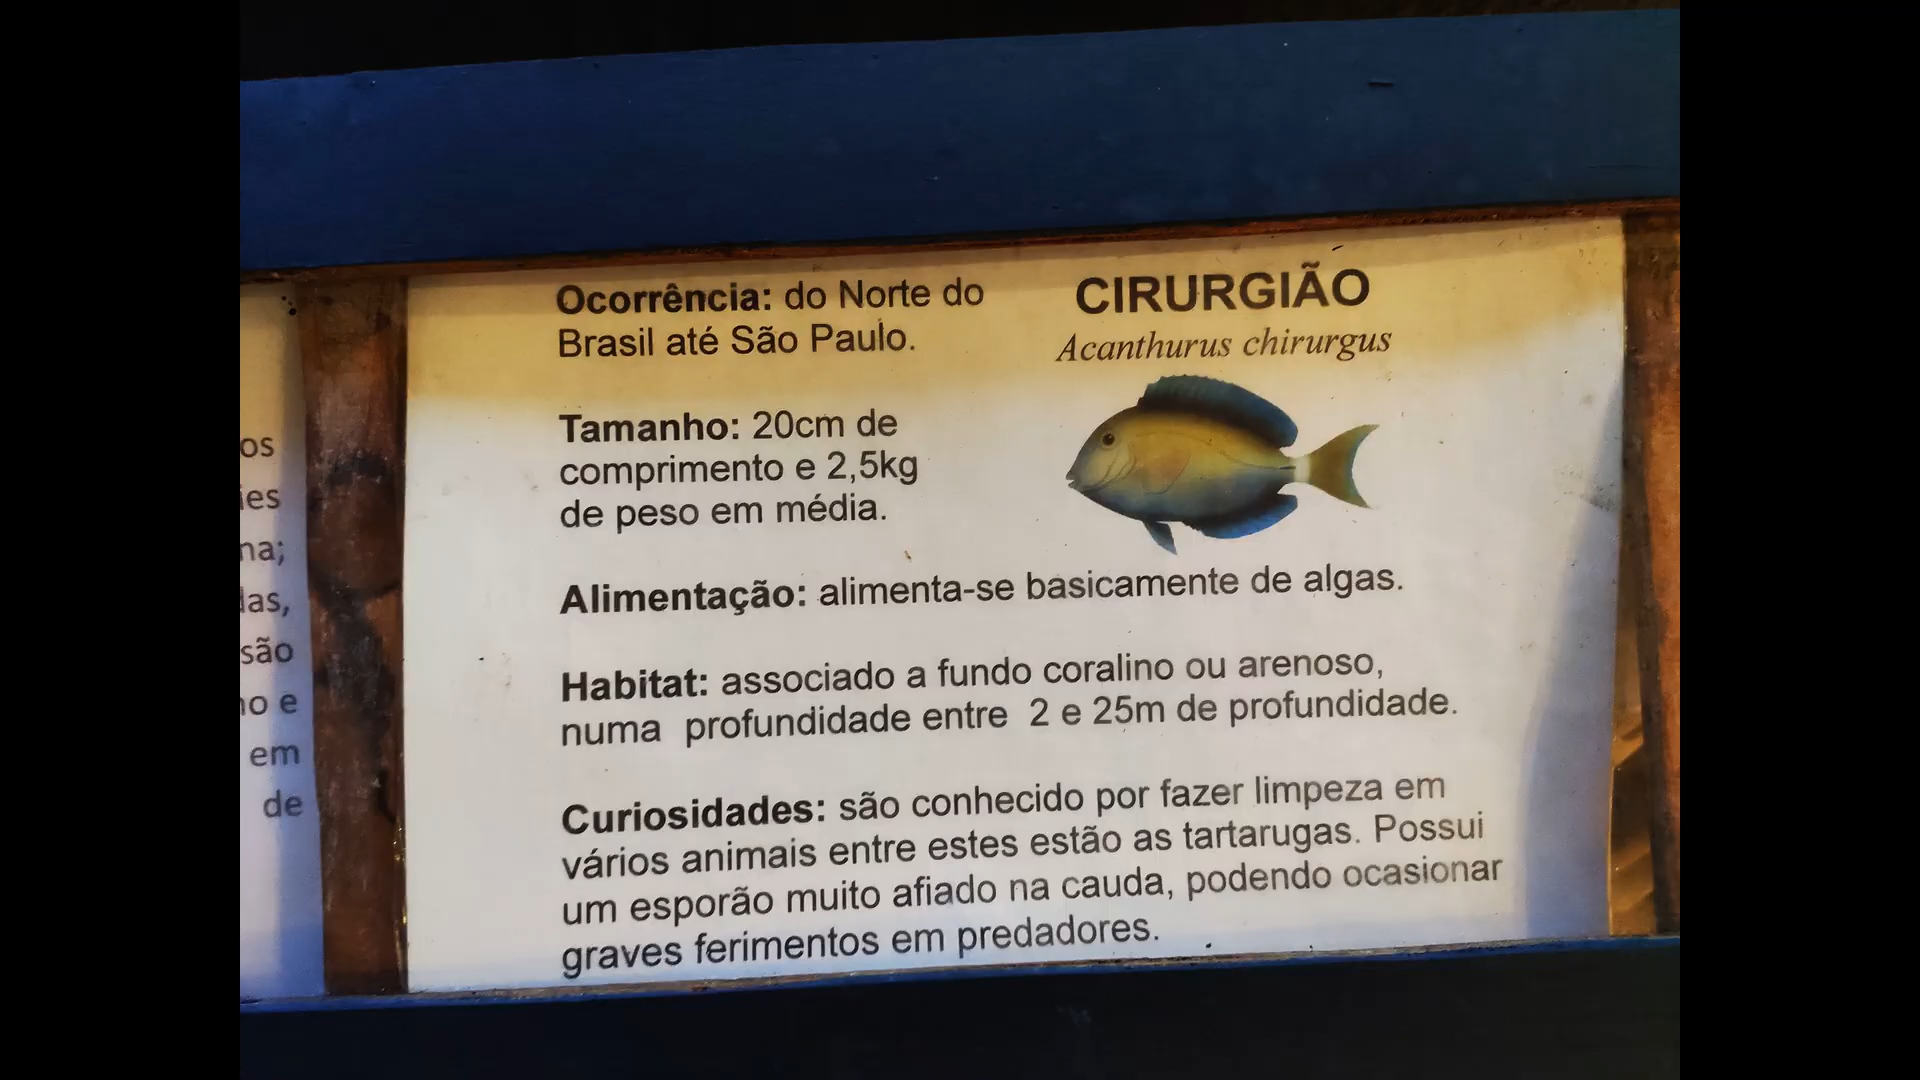 os
ies
na;
das,
são
no e
em
de
Ocorrência: do Norte do
Brasil até São Paulo.
CIRURGIÃO
Acanthurus chirurgus
Tamanho: 20cm de
comprimento e 2,5kg
de peso em média.
Alimentação: alimenta-se basicamente de algas.
Habitat: associado a fundo coralino ou arenoso,
numa profundidade entre 2 e 25m de profundidade.
Curiosidades: são conhecido por fazer limpeza em
vários animais entre estes estão as tartarugas. Possui
um esporão muito afiado na cauda, podendo ocasionar
graves ferimentos em predadores.